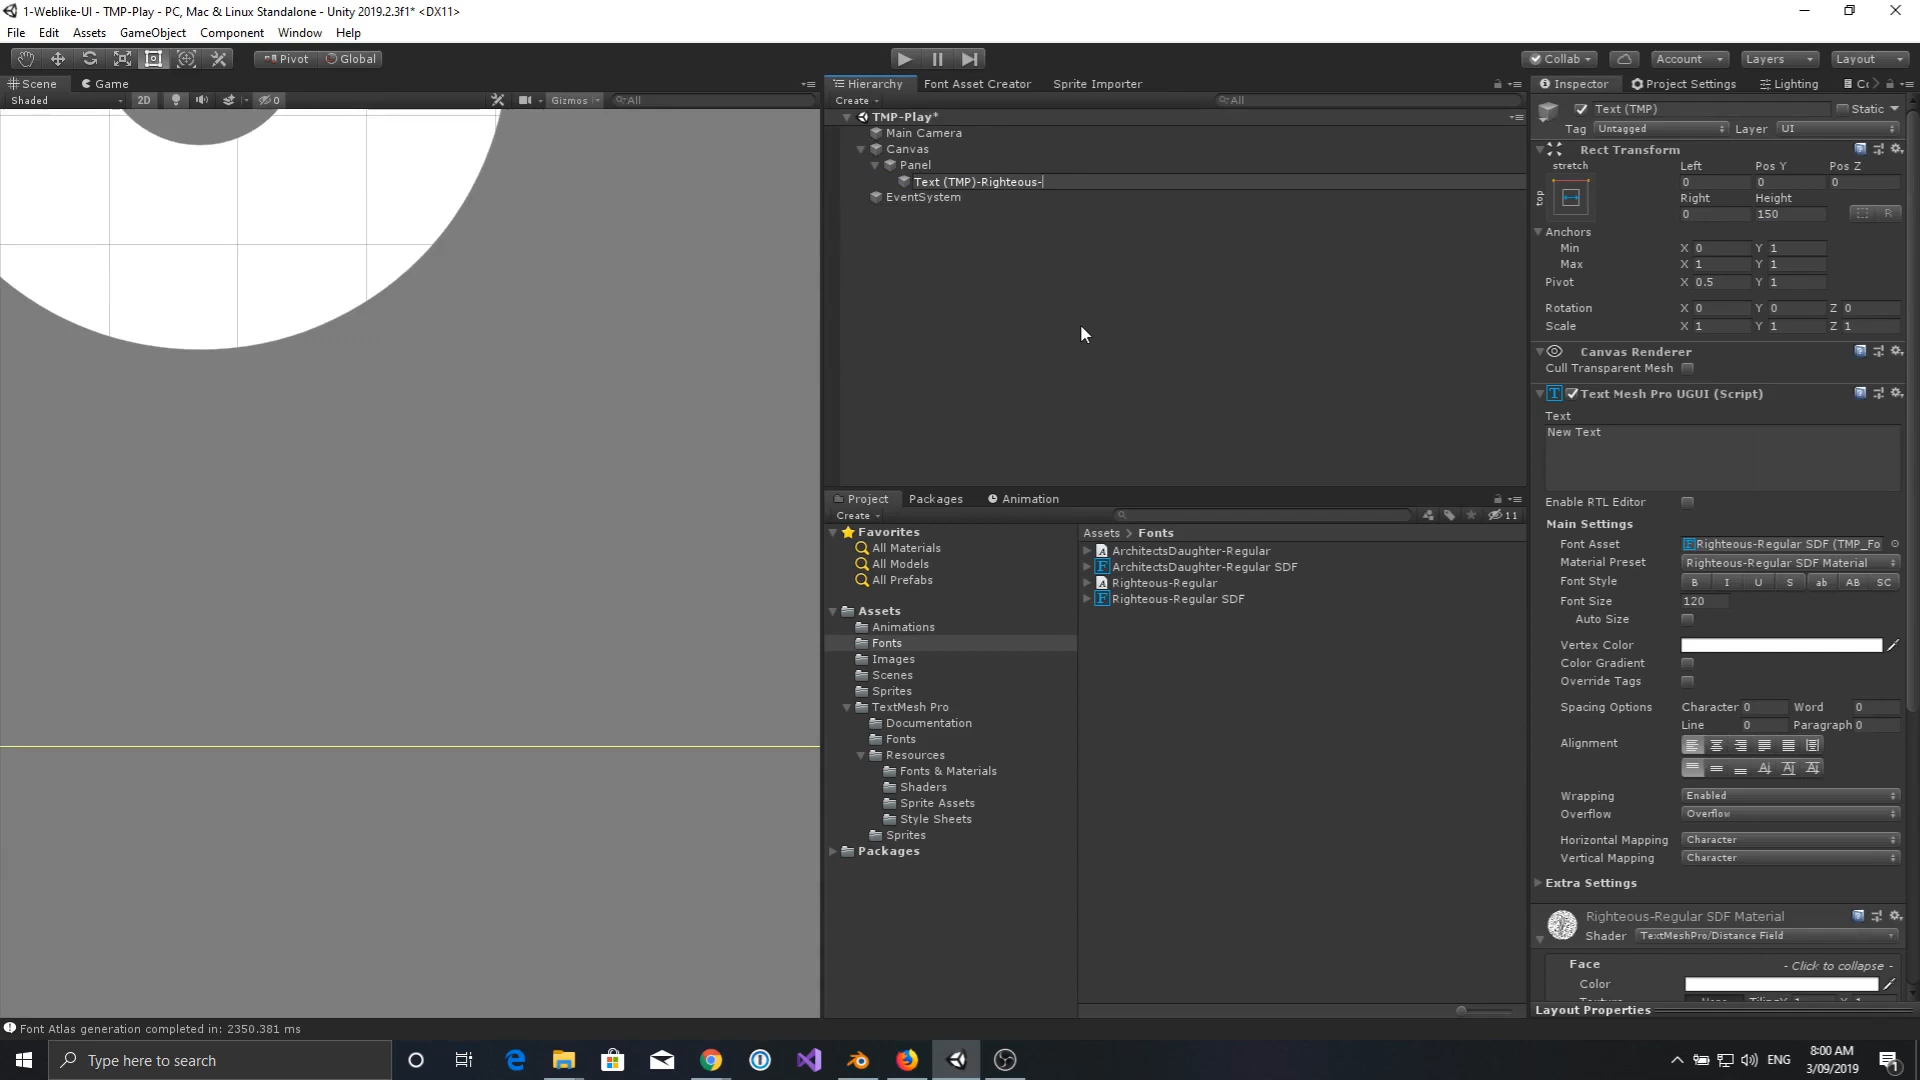 1-Weblike-UI - TMP-Play - PC, Mac & Linux Standalone - Unity 2019.2.3f1* <DX11>
File Edit Assets GameObject Component Window Help
Pivot Global
Collab Account Layers Layout
Scene Game
Shaded 2D 0 Gizmos All
Hierarchy Font Asset Creator Sprite Importer
Create All
TMP-Play*
Main Camera
Canvas
Panel
Text (TMP)-Righteous-
EventSystem
Project Packages Animation
Create 11
Favorites
All Materials
All Models
All Prefabs
Assets
Animations
Fonts
Images
Scenes
Sprites
TextMesh Pro
Documentation
Fonts
Resources
Fonts & Materials
Shaders
Sprite Assets
Style Sheets
Sprites
Packages
Assets > Fonts
ArchitectsDaughter-Regular
ArchitectsDaughter-Regular SDF
Righteous-Regular
Righteous-Regular SDF
Inspector Project Settings Lighting
Text (TMP) Static
Tag Untagged Layer UI
Rect Transform
stretch Left Pos Y Pos Z
top 0 0 0
Right Height
0 150 R
Anchors
Min X 0 Y 1
Max X 1 Y 1
Pivot X 0.5 Y 1
Rotation X 0 Y 0 Z 0
Scale X 1 Y 1 Z 1
Canvas Renderer
Cull Transparent Mesh
Text Mesh Pro UGUI (Script)
Text
New Text
Enable RTL Editor
Main Settings
Font Asset Righteous-Regular SDF (TMP_Fo
Material Preset Righteous-Regular SDF Material
Font Style B I U S ab AB SC
Font Size 120
Auto Size
Vertex Color
Color Gradient
Override Tags
Spacing Options Character 0 Word 0
Line 0 Paragraph 0
Alignment
Wrapping Enabled
Overflow Overflow
Horizontal Mapping Character
Vertical Mapping Character
Extra Settings
Righteous-Regular SDF Material
Shader TextMeshPro/Distance Field
Face - Click to collapse -
Color
Layout Properties
Font Atlas generation completed in: 2350.381 ms
Type here to search
ENG 8:00 AM
3/09/2019
1